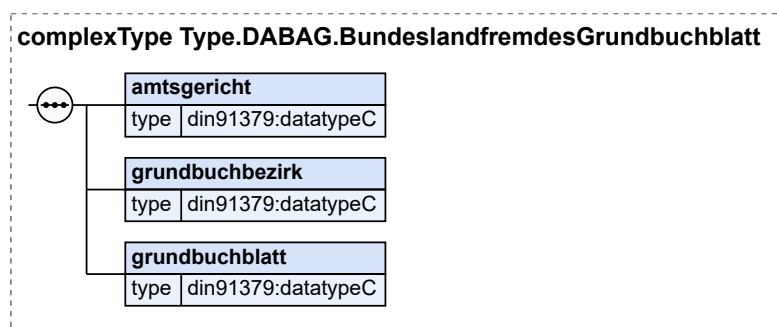 complexType Type.DABAG.BundeslandfremdesGrundbuchblatt
amtsgericht
type din91379:datatypeC
grundbuchbezirk
type din91379:datatypeC
grundbuchblatt
type din91379:datatypeC